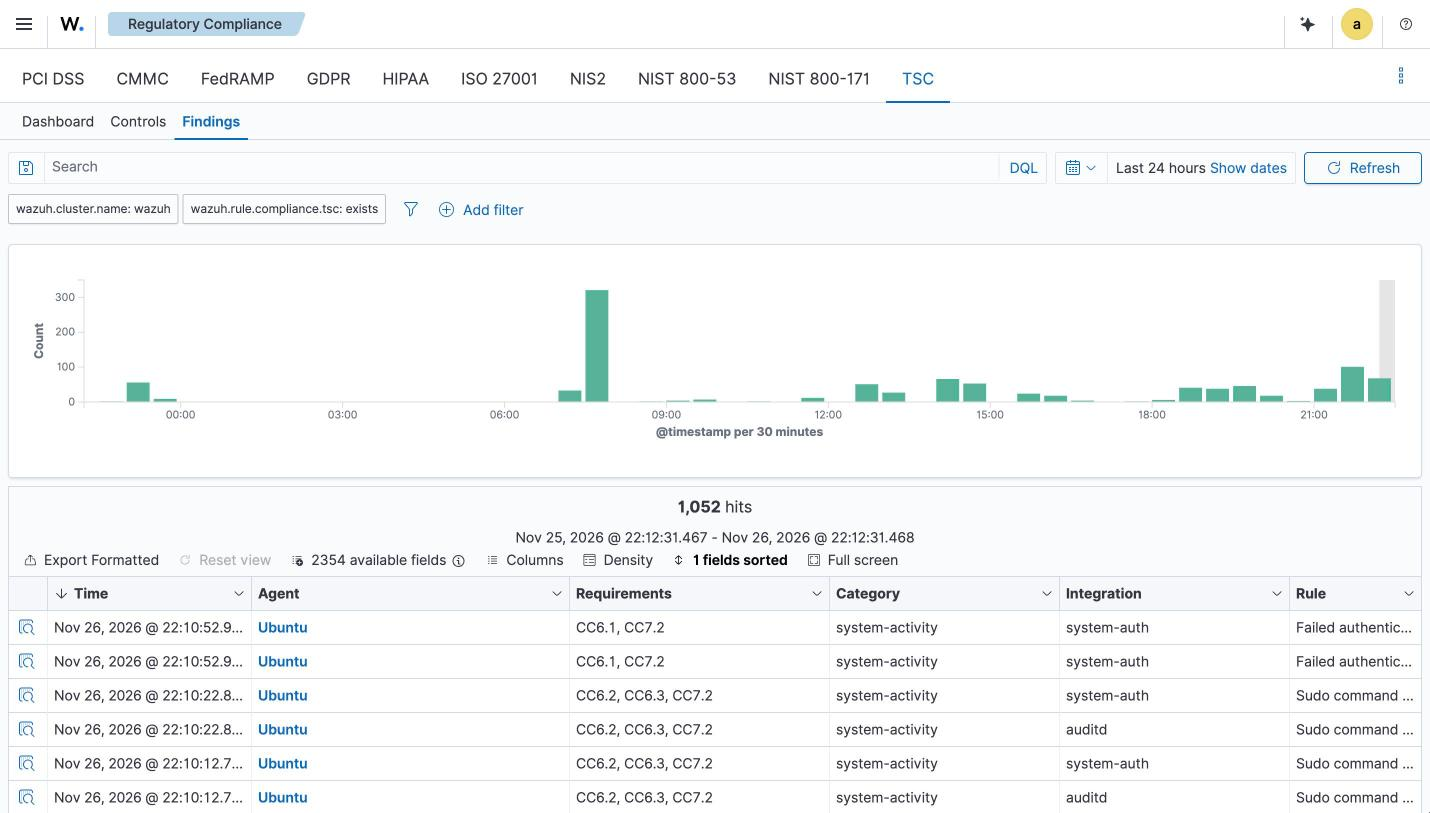 W. Regulatory Compliance a
PCI DSS CMMC FedRAMP GDPR HIPAA ISO 27001 NIS2 NIST 800-53 NIST 800-171 TSC
Dashboard Controls Findings
Search DQL Last 24 hours Show dates Refresh
wazuh.cluster.name: wazuh wazuh.rule.compliance.tsc: exists Add filter
300
200
100
0
Count
00:00 03:00 06:00 09:00 12:00 15:00 18:00 21:00
@timestamp per 30 minutes
1,052 hits
Nov 25, 2026 @ 22:12:31.467 - Nov 26, 2026 @ 22:12:31.468
Export Formatted Reset view 2354 available fields Columns Density 1 fields sorted Full screen
Time Agent Requirements Category Integration Rule
Nov 26, 2026 @ 22:10:52.9... Ubuntu CC6.1, CC7.2 system-activity system-auth Failed authentic...
Nov 26, 2026 @ 22:10:52.9... Ubuntu CC6.1, CC7.2 system-activity system-auth Failed authentic...
Nov 26, 2026 @ 22:10:22.8... Ubuntu CC6.2, CC6.3, CC7.2 system-activity system-auth Sudo command ...
Nov 26, 2026 @ 22:10:22.8... Ubuntu CC6.2, CC6.3, CC7.2 system-activity auditd Sudo command ...
Nov 26, 2026 @ 22:10:12.7... Ubuntu CC6.2, CC6.3, CC7.2 system-activity system-auth Sudo command ...
Nov 26, 2026 @ 22:10:12.7... Ubuntu CC6.2, CC6.3, CC7.2 system-activity auditd Sudo command ...